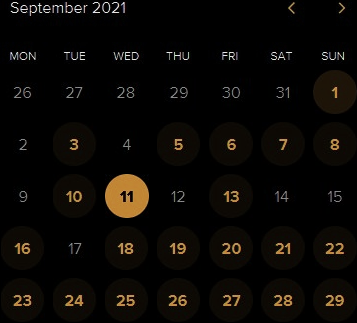 September 2021
MON TUE WED THU FRI SAT SUN
26 27 28 29 30 31 1
2 3 4 5 6 7 8
9 10 11 12 13 14 15
16 17 18 19 20 21 22
23 24 25 26 27 28 29